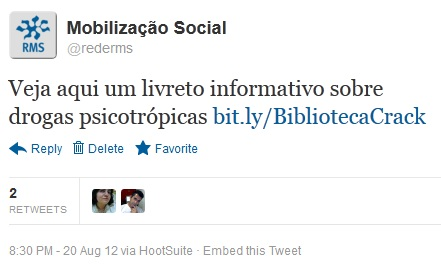 RMS
Mobilização Social
@rederms
Veja aqui um livreto informativo sobre
drogas psicotrópicas bit.ly/BibliotecaCrack
Reply Delete Favorite
2
RETWEETS
8:30 PM - 20 Aug 12 via HootSuite · Embed this Tweet